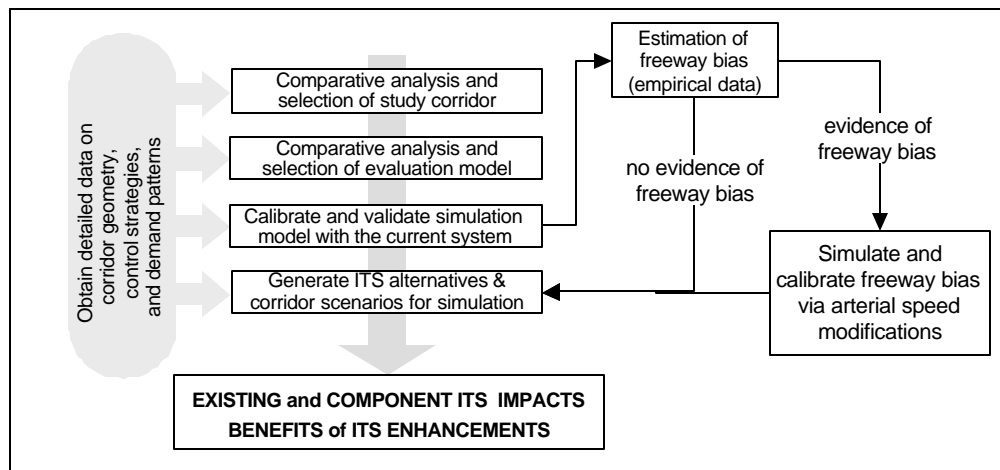 Obtain detailed data on
corridor geometry,
control strategies,
and demand patterns
Comparative analysis and
selection of study corridor
Comparative analysis and
selection of evaluation model
Calibrate and validate simulation
model with the current system
Generate ITS alternatives &
corridor scenarios for simulation
Estimation of
freeway bias
(empirical data)
no evidence of
freeway bias
evidence of
freeway bias
Simulate and
calibrate freeway bias
via arterial speed
modifications
EXISTING and COMPONENT ITS IMPACTS
BENEFITS of ITS ENHANCEMENTS